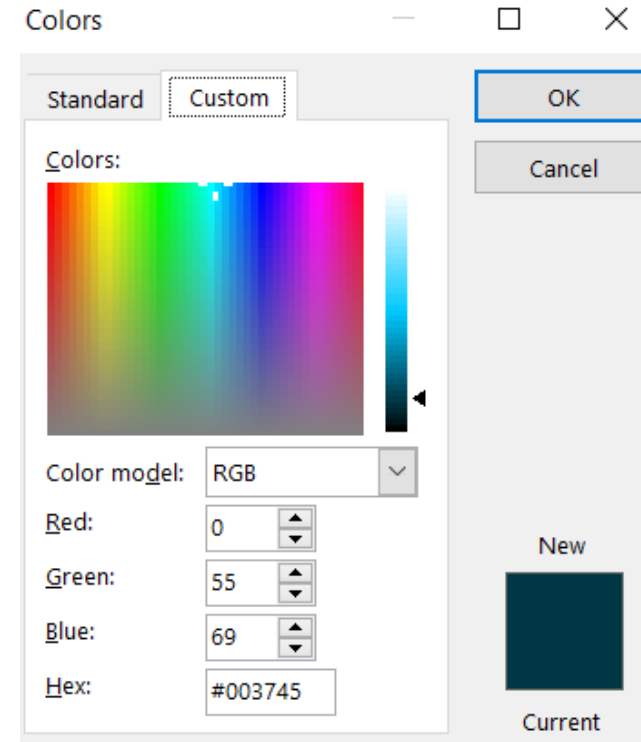 Colors
Standard Custom
OK
Cancel
Colors:
Color model: RGB
Red: 0
Green: 55
Blue: 69
Hex: #003745
New
Current